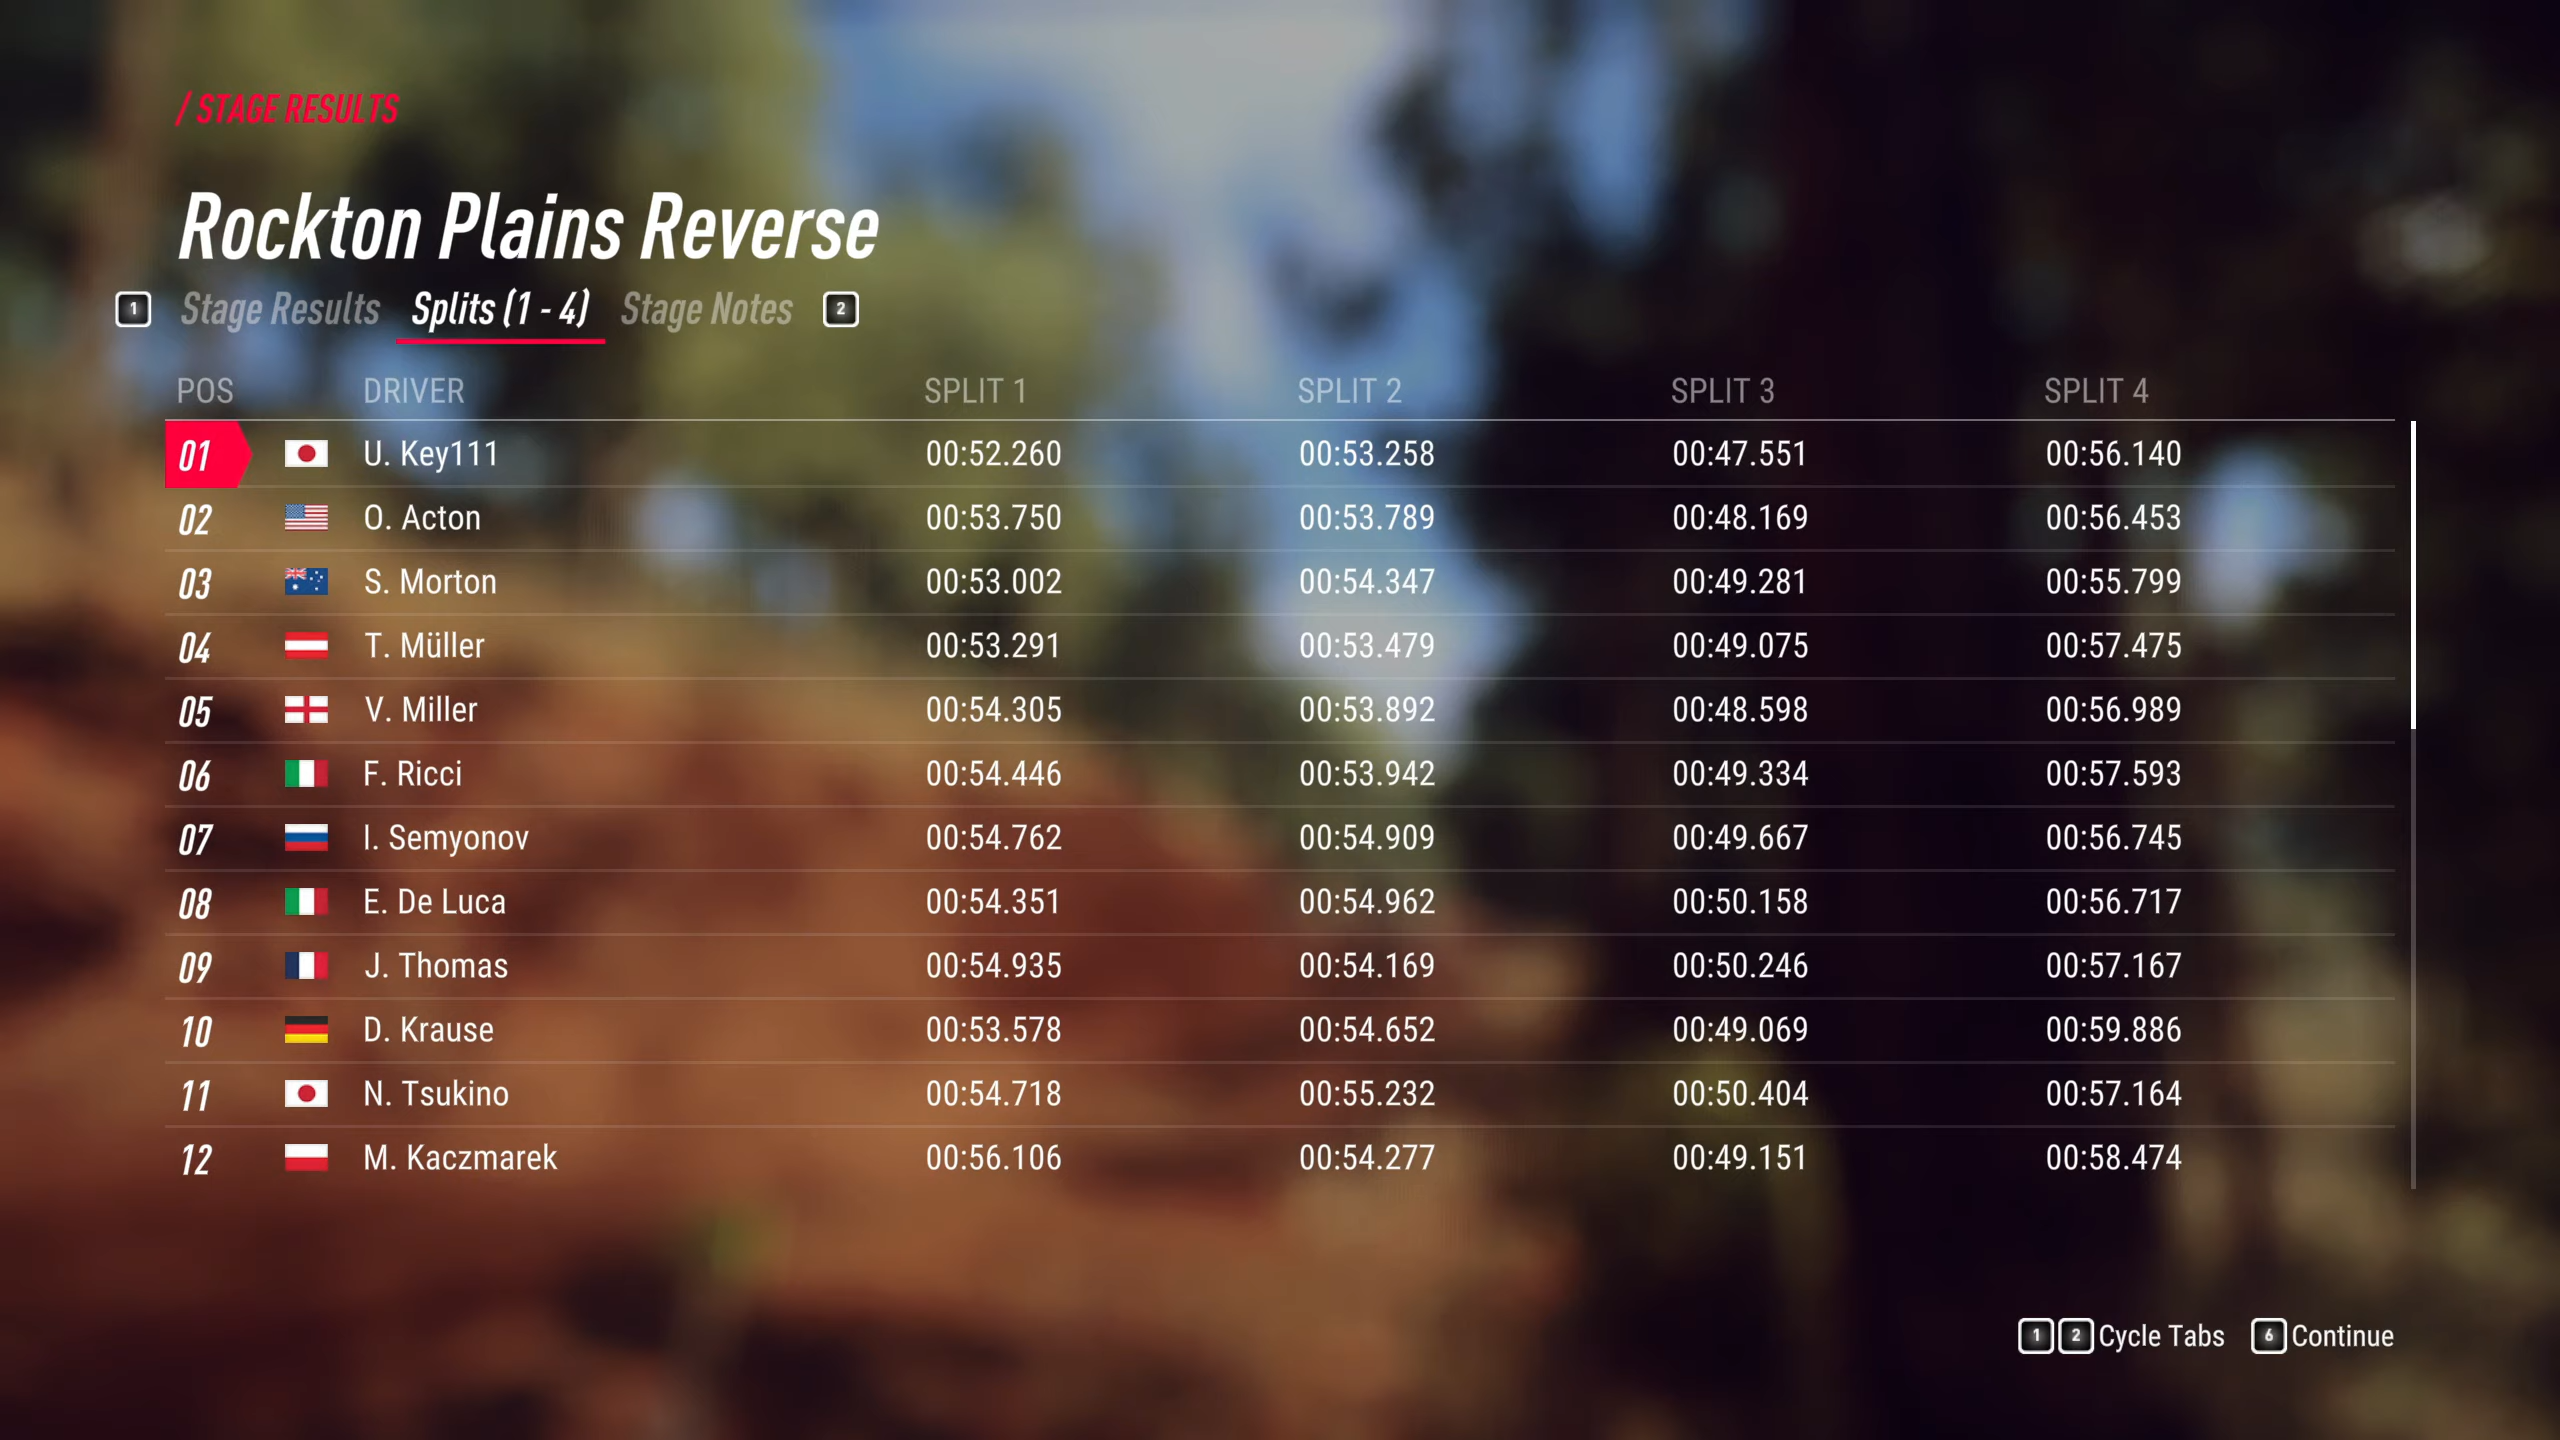 / STAGE RESULTS
Rockton Plains Reverse
1 Stage Results Splits (1 - 4) Stage Notes 2
POS DRIVER SPLIT 1 SPLIT 2 SPLIT 3 SPLIT 4
01 U. Key111 00:52.260 00:53.258 00:47.551 00:56.140
02 O. Acton 00:53.750 00:53.789 00:48.169 00:56.453
03 S. Morton 00:53.002 00:54.347 00:49.281 00:55.799
04 T. Müller 00:53.291 00:53.479 00:49.075 00:57.475
05 V. Miller 00:54.305 00:53.892 00:48.598 00:56.989
06 F. Ricci 00:54.446 00:53.942 00:49.334 00:57.593
07 I. Semyonov 00:54.762 00:54.909 00:49.667 00:56.745
08 E. De Luca 00:54.351 00:54.962 00:50.158 00:56.717
09 J. Thomas 00:54.935 00:54.169 00:50.246 00:57.167
10 D. Krause 00:53.578 00:54.652 00:49.069 00:59.886
11 N. Tsukino 00:54.718 00:55.232 00:50.404 00:57.164
12 M. Kaczmarek 00:56.106 00:54.277 00:49.151 00:58.474
1 2 Cycle Tabs 6 Continue